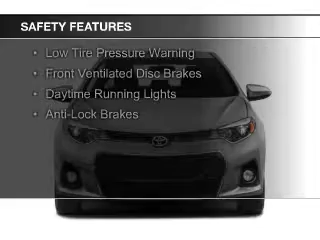 SAFETY FEATURES
• Low Tire Pressure Warning
• Front Ventilated Disc Brakes
• Daytime Running Lights
• Anti-Lock Brakes